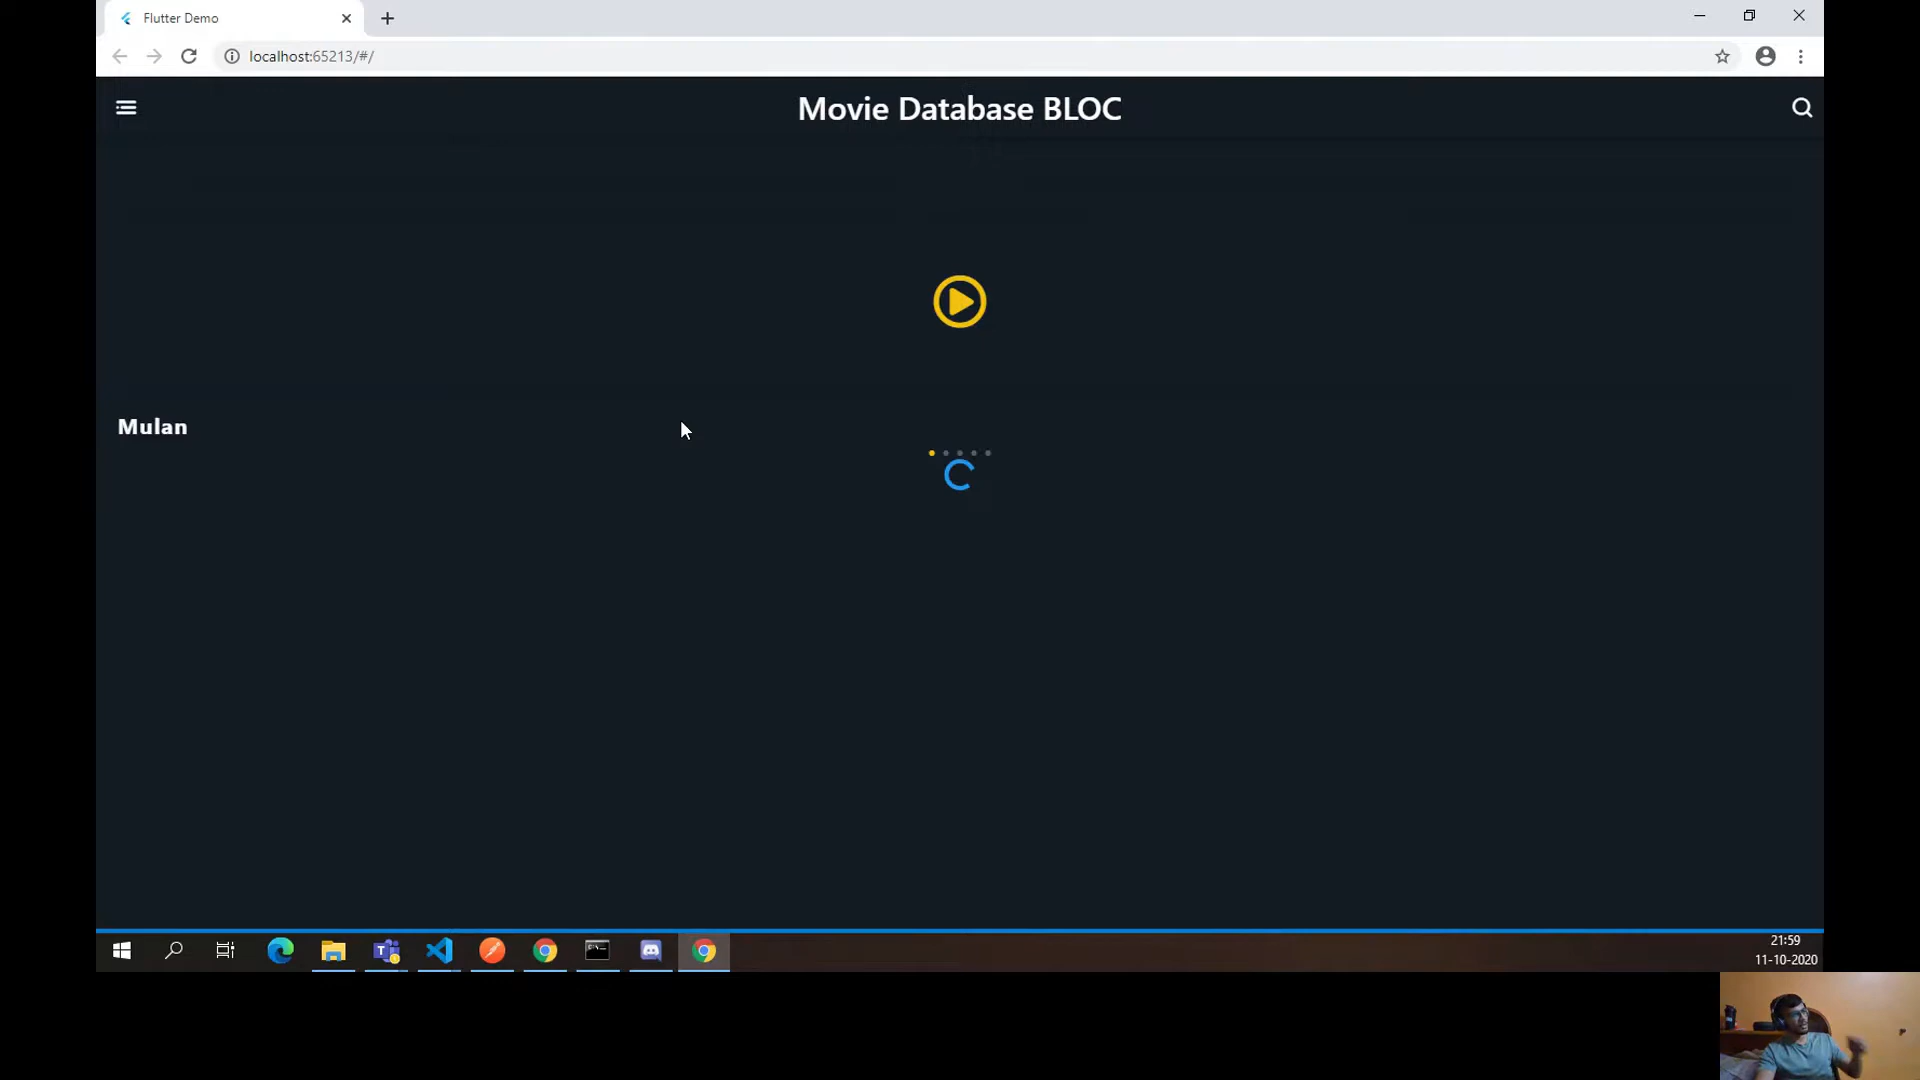 Flutter Demo
localhost:65213/#/
Movie Database BLOC
Mulan
21:59
11-10-2020